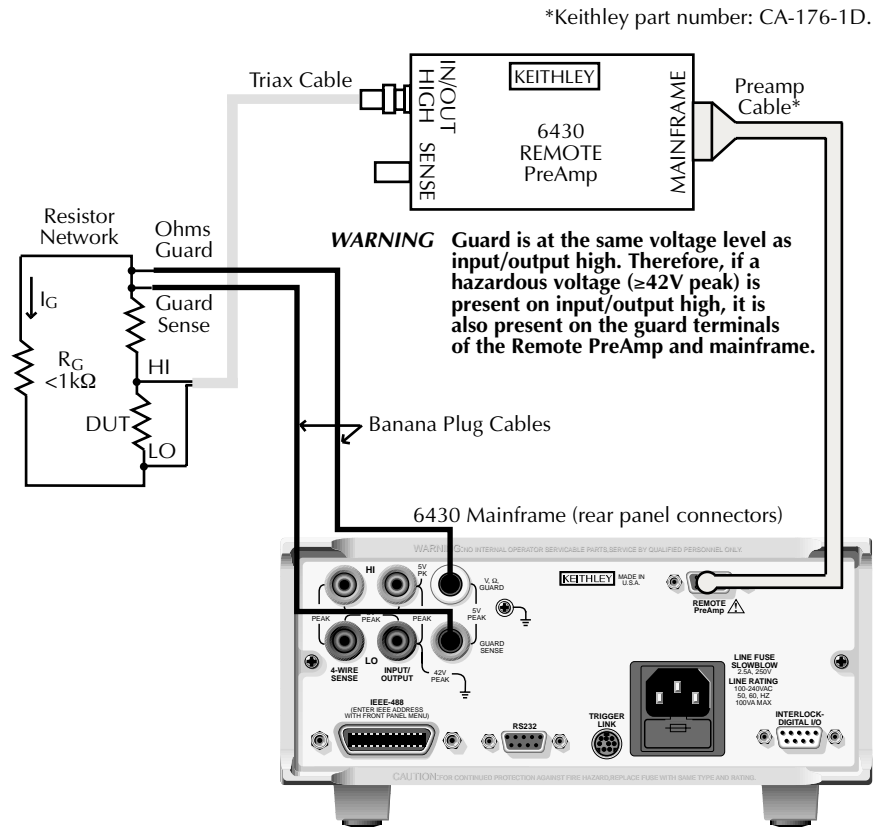 *Keithley part number: CA-176-1D.
Triax Cable
IN/OUT
HIGH
SENSE
KEITHLEY
6430
REMOTE
PreAmp
MAINFRAME
Preamp
Cable*
Resistor
Network
Ohms
Guard
WARNING Guard is at the same voltage level as
input/output high. Therefore, if a
hazardous voltage (≥42V peak) is
present on input/output high, it is
also present on the guard terminals
of the Remote PreAmp and mainframe.
IG
Guard
Sense
RG
<1kΩ
HI
DUT
LO
Banana Plug Cables
6430 Mainframe (rear panel connectors)
WARNING:NO INTERNAL OPERATOR SERVICABLE PARTS,SERVICE BY QUALIFIED PERSONNEL ONLY.
HI
5V
PK
V, Ω,
GUARD
KEITHLEY
MADE IN
U.S.A.
REMOTE
PreAmp
PEAK
PEAK
PEAK
5V
PEAK
GUARD
SENSE
4-WIRE
SENSE
LO
INPUT/
OUTPUT
42V
PEAK
LINE FUSE
SLOWBLOW
2.5A, 250V
LINE RATING
100-240VAC
50, 60, HZ
100VA MAX
IEEE-488
(ENTER IEEE ADDRESS
WITH FRONT PANEL MENU)
RS232
TRIGGER
LINK
INTERLOCK-
DIGITAL I/O
CAUTION:FOR CONTINUED PROTECTION AGAINST FIRE HAZARD,REPLACE FUSE WITH SAME TYPE AND RATING.